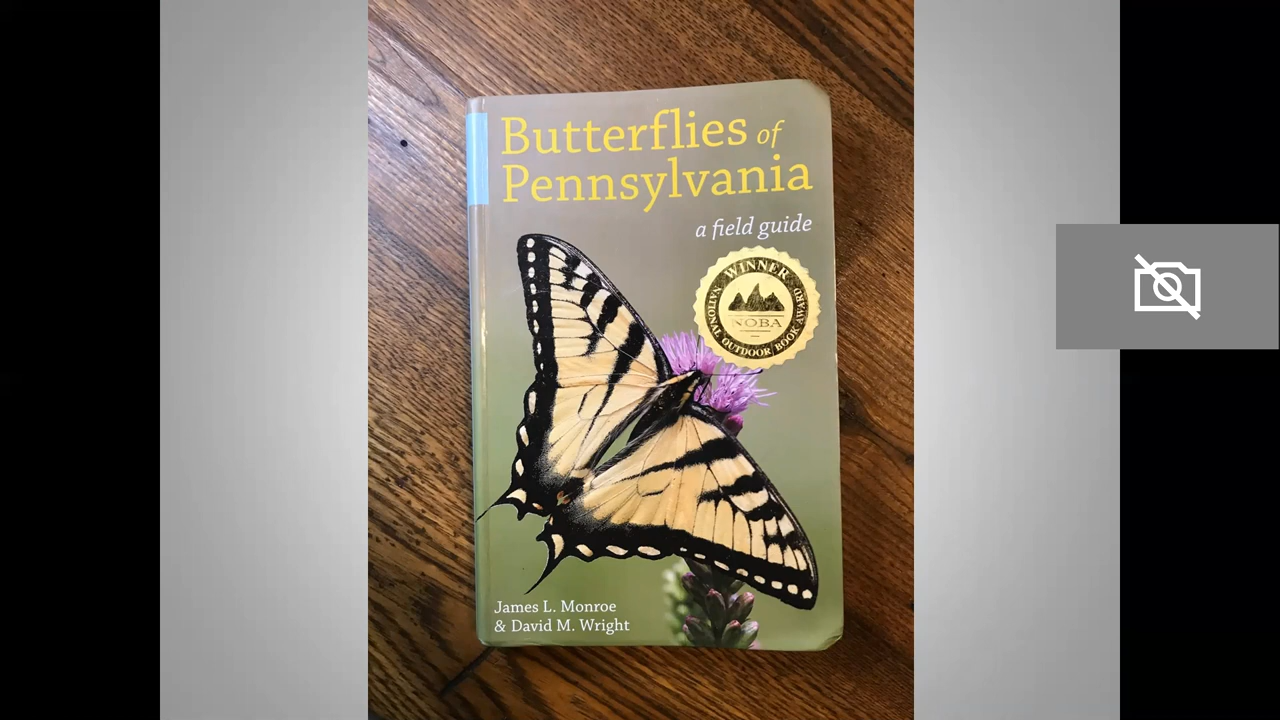 Butterflies of
Pennsylvania
a field guide
WINNER
NATIONAL OUTDOOR BOOK AWARD
NOBA
James L. Monroe
& David M. Wright